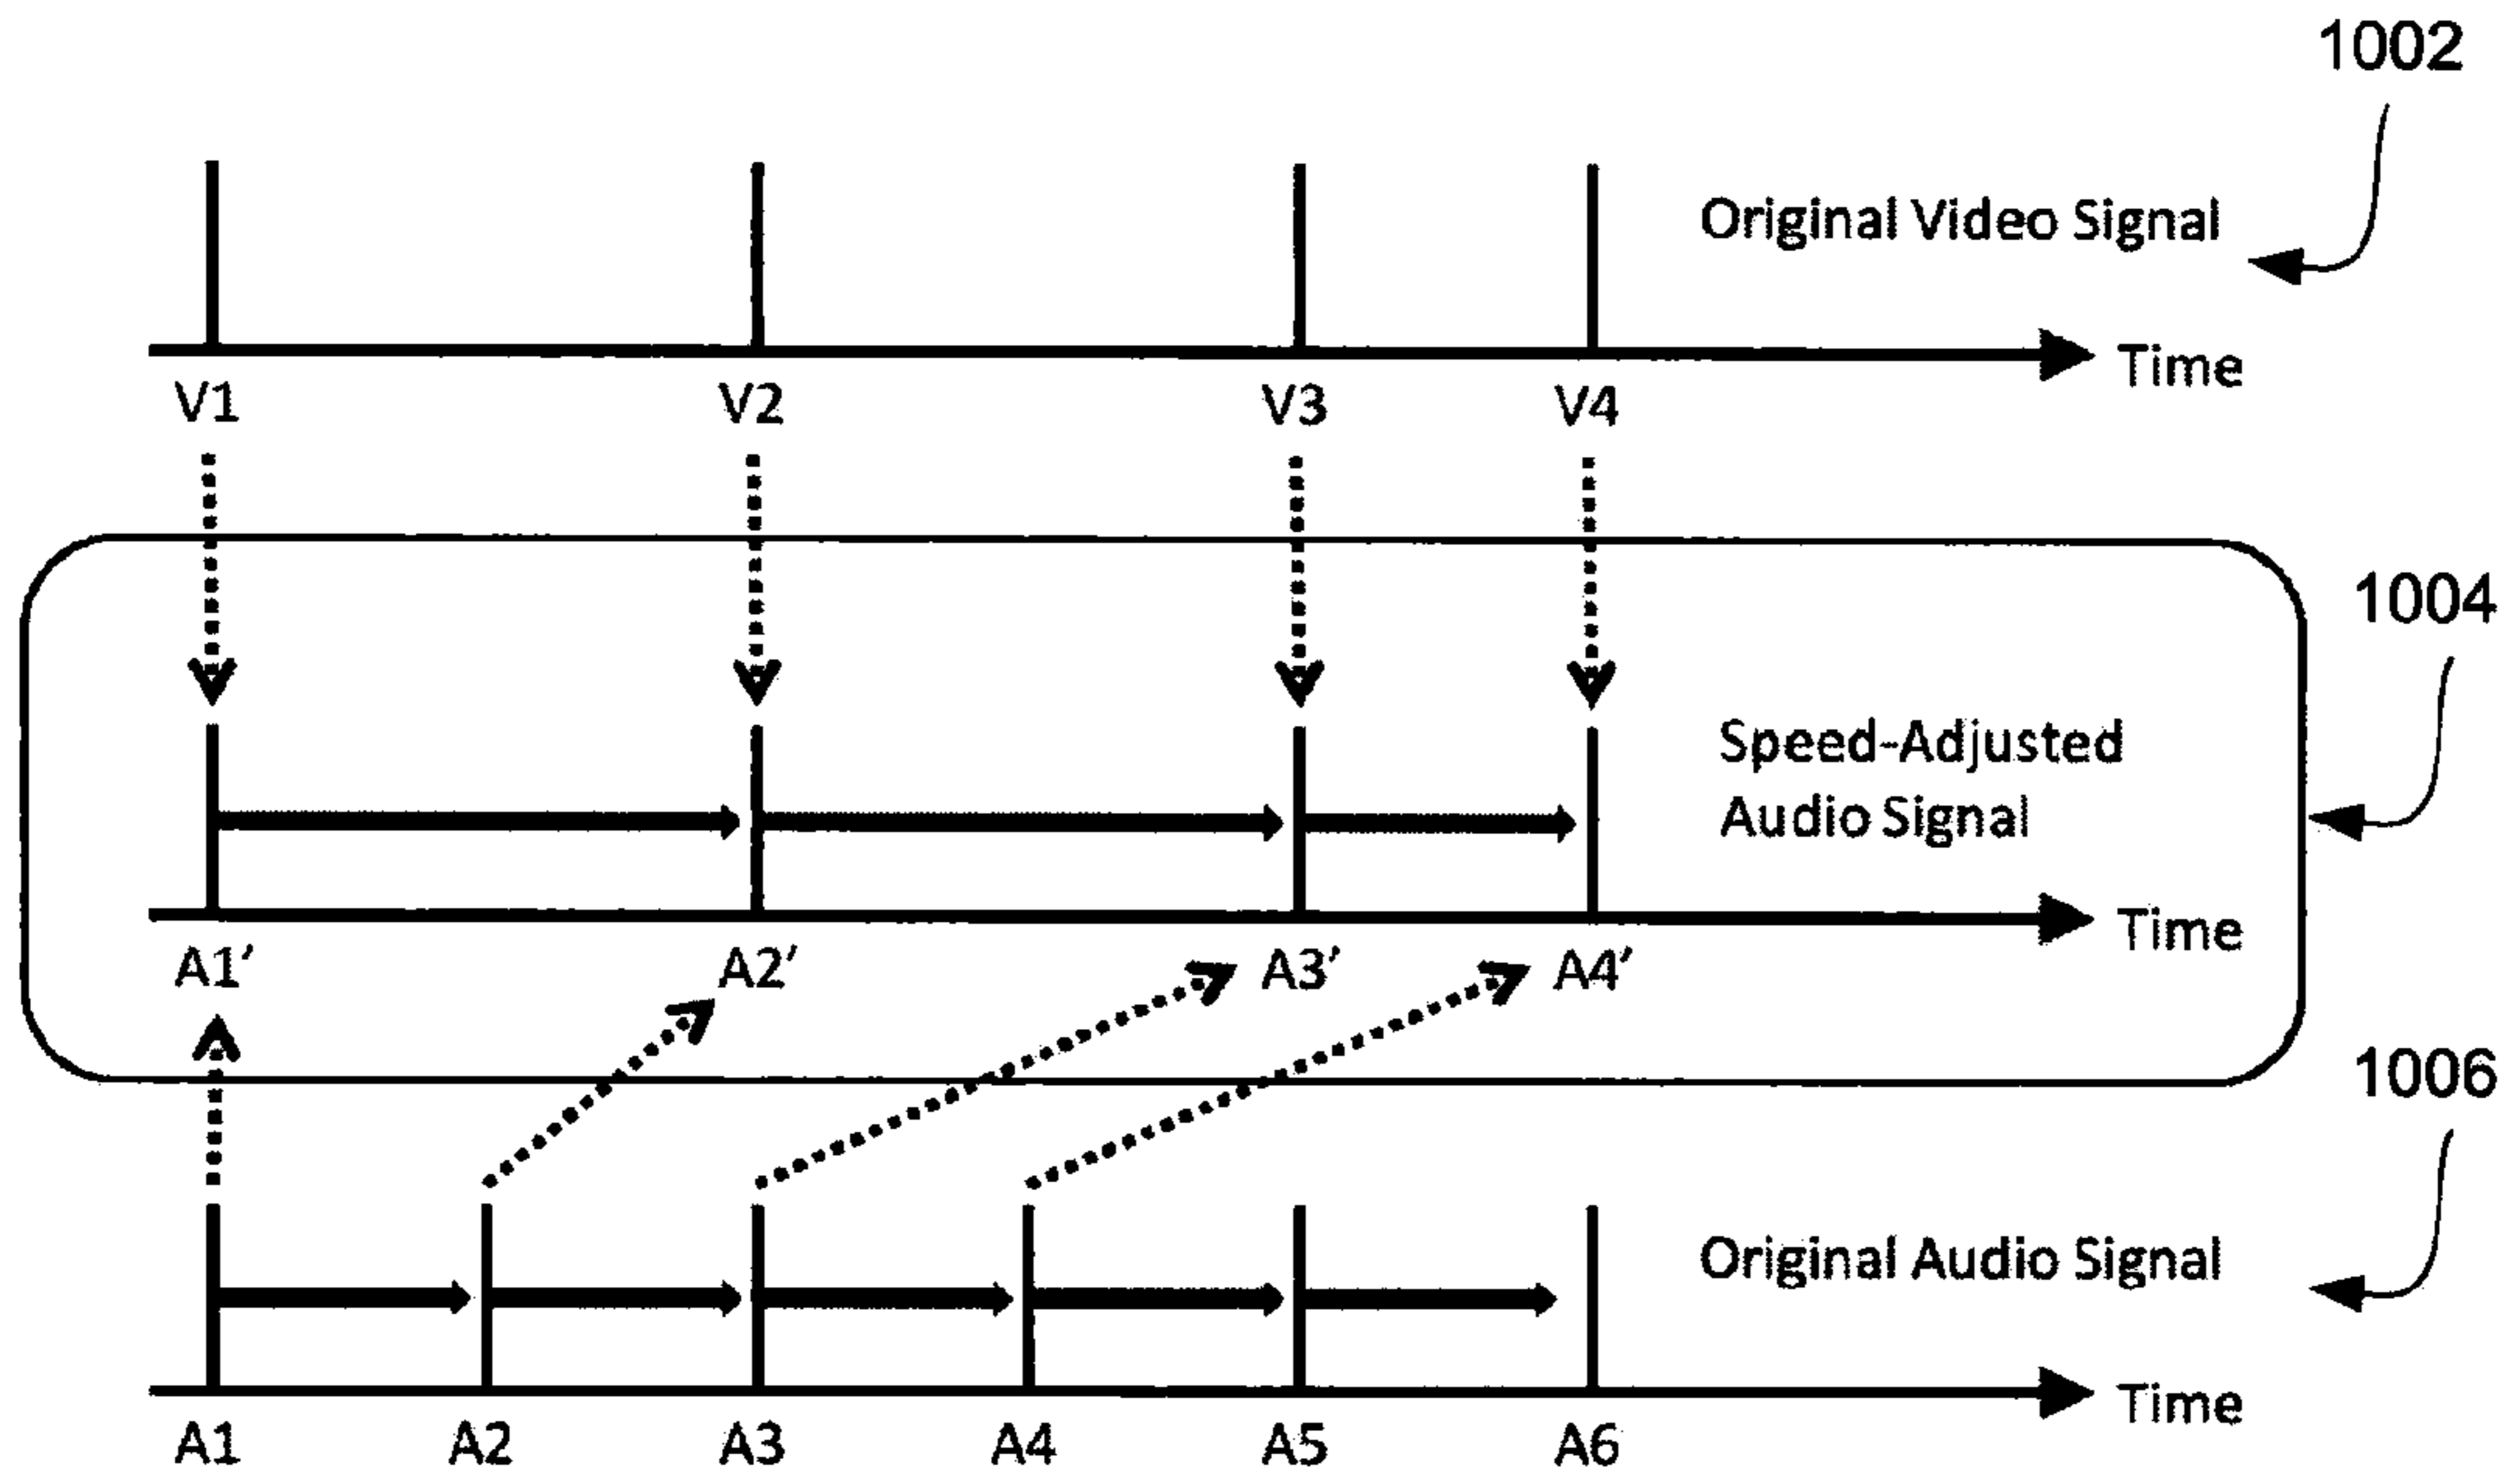 1002
Original Video Signal
Time
V1 V2 V3 V4
1004
Speed-Adjusted
Audio Signal
Time
A1’ A2’ A3’ A4’
1006
Original Audio Signal
Time
A1 A2 A3 A4 A5 A6